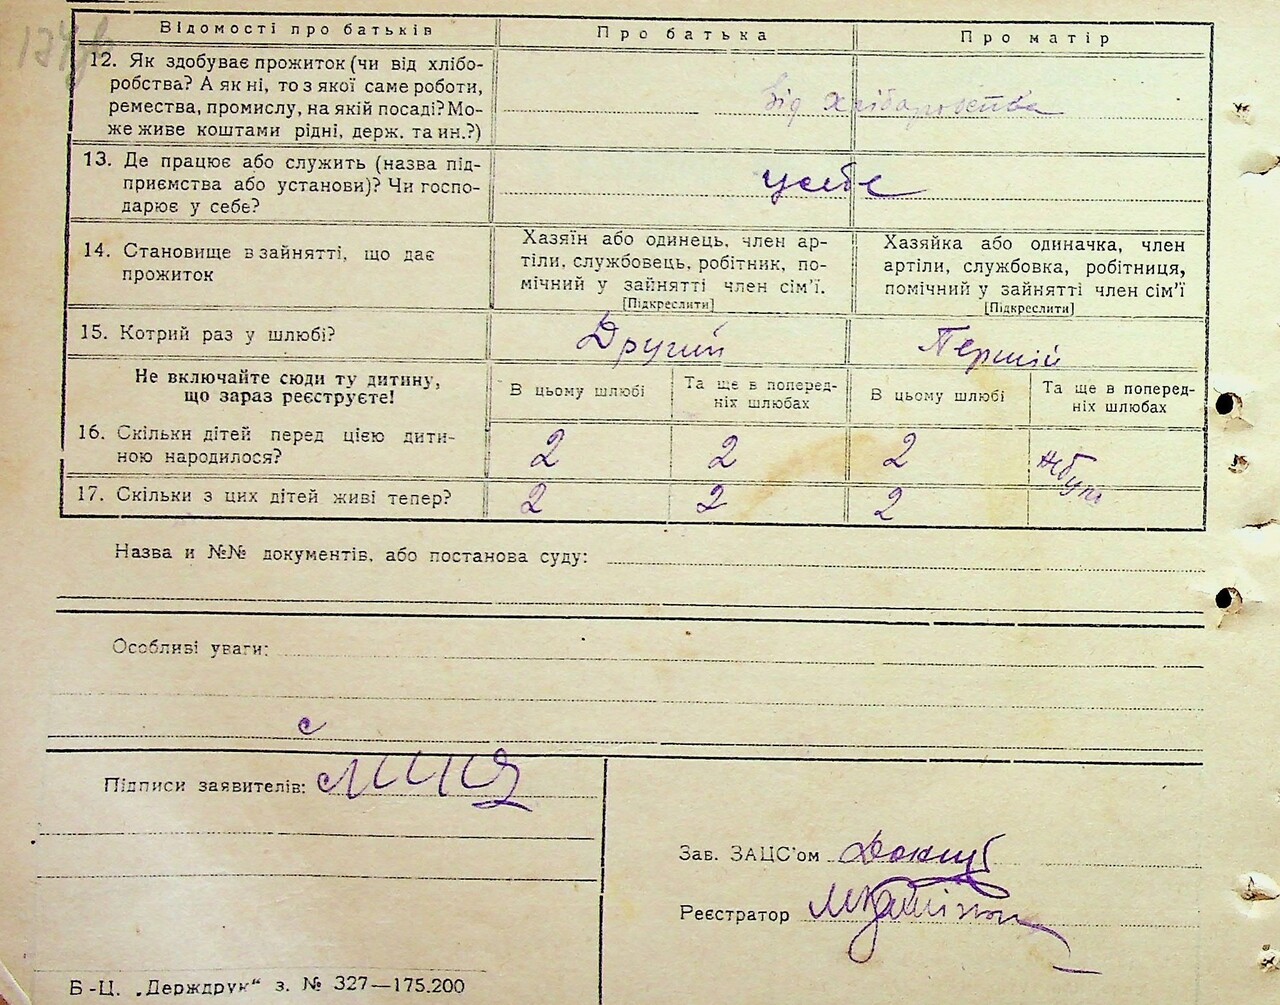 Відомості про батьків Про батька Про матір
12. Як здобуває прожиток (чи від хлібо-
робства? А як ні, то з якої саме роботи,
ремества, промислу, на якій посаді? Мо-
же живе коштами рідні, держ. та ин.?)
від хліборобства
13. Де працює або служить (назва під-
приємства або установи)? Чи госпо-
дарює у себе?
у себе
14. Становище в зайнятті, що дає
прожиток
Хазяїн або одинець, член ар-
тіли, службовець, робітник, по-
мічний у зайнятті член сім'ї.
[Підкреслити]
Хазяйка або одиначка, член
артіли, службовка, робітниця,
помічний у зайнятті член сім'ї
[Підкреслити]
15. Котрий раз у шлюбі? Другий Першій
Не включайте сюди ту дитину,
що зараз реєструєте!
В цьому шлюбі
Та ще в поперед-
ніх шлюбах
В цьому шлюбі
Та ще в поперед-
ніх шлюбах
16. Скільки дітей перед цією дити-
ною народилося?
2 2 2
17. Скільки з цих дітей живі тепер? 2 2 2
Назва и №№ документів, або постанова суду:
Особливі уваги:
Підписи заявителів:
Зав. ЗАЦС'ом
Реєстратор
Б-Ц. „Держдрук" з. № 327—175.200